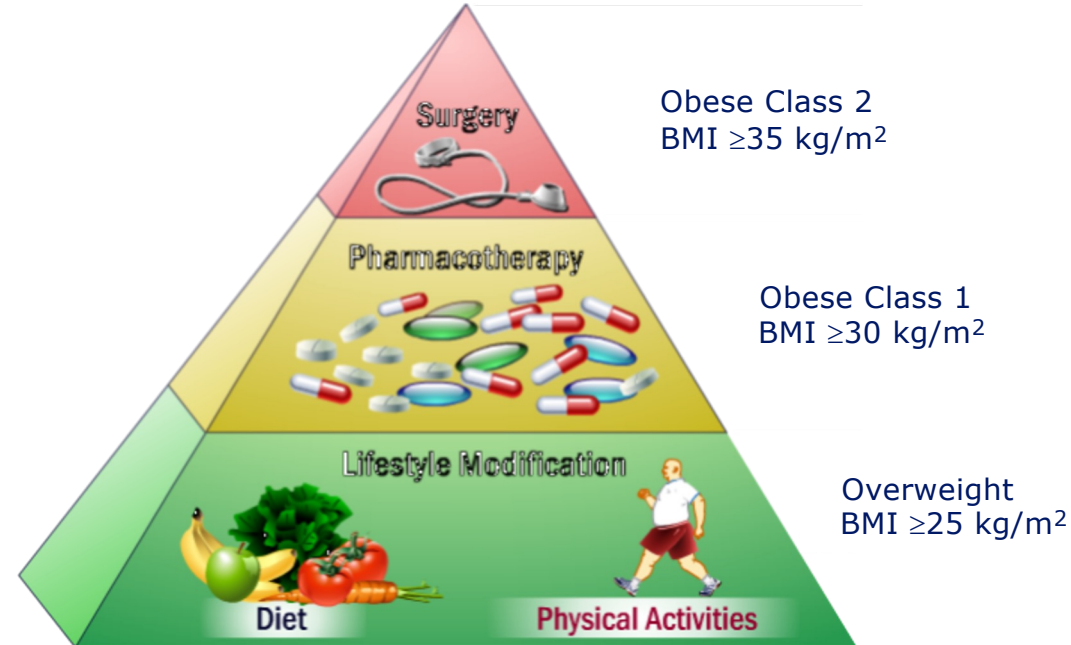 Surgery
Obese Class 2
BMI ≥35 kg/m²
Pharmacotherapy
Obese Class 1
BMI ≥30 kg/m²
Lifestyle Modification
Overweight
BMI ≥25 kg/m²
Diet
Physical Activities